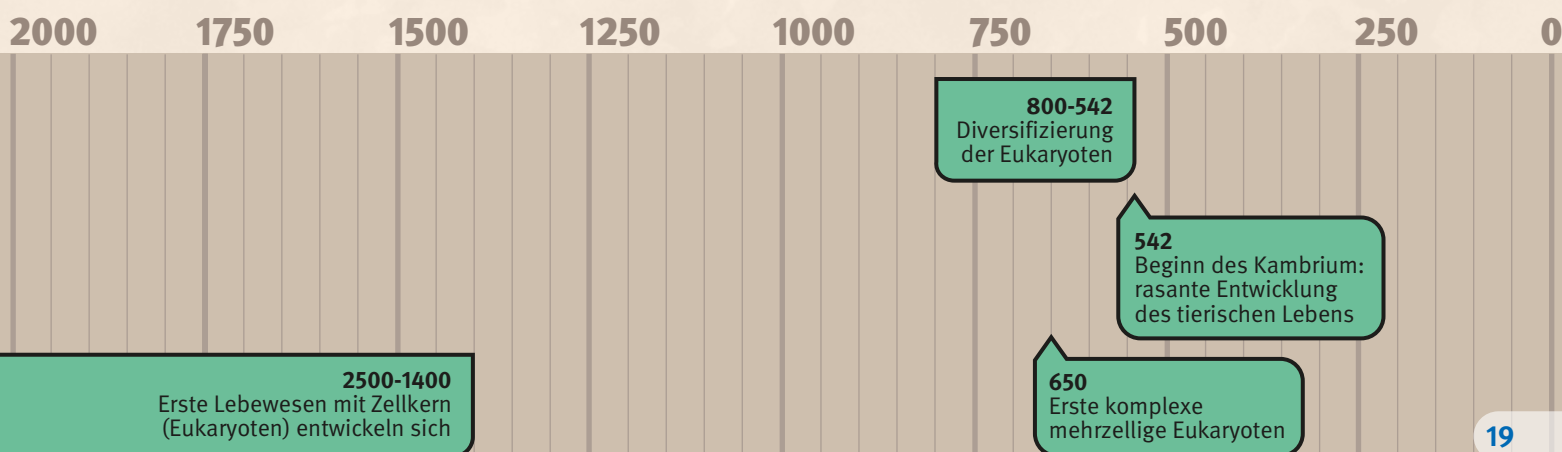 2000 1750 1500 1250 1000 750 500 250 0
800-542
Diversifizierung
der Eukaryoten
542
Beginn des Kambrium:
rasante Entwicklung
des tierischen Lebens
2500-1400
Erste Lebewesen mit Zellkern
(Eukaryoten) entwickeln sich
650
Erste komplexe
mehrzellige Eukaryoten
19